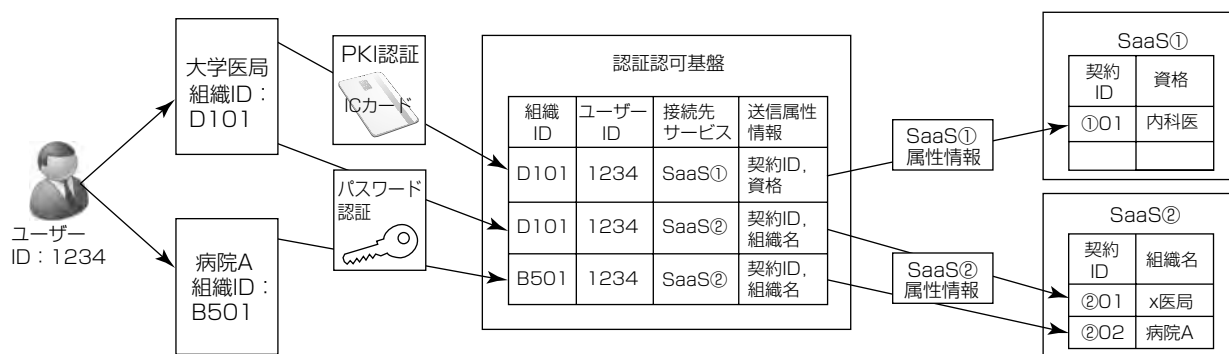 ユーザー
ID：1234
大学医局
組織ID：
D101
病院A
組織ID：
B501
PKI認証
ICカード
パスワード
認証
認証認可基盤
組織
ID
ユーザー
ID
接続先
サービス
送信属性
情報
D101
1234
SaaS①
契約ID,
資格
D101
1234
SaaS②
契約ID,
組織名
B501
1234
SaaS②
契約ID,
組織名
SaaS①
属性情報
SaaS②
属性情報
SaaS①
契約
ID
資格
①01
内科医
SaaS②
契約
ID
組織名
②01
x医局
②02
病院A